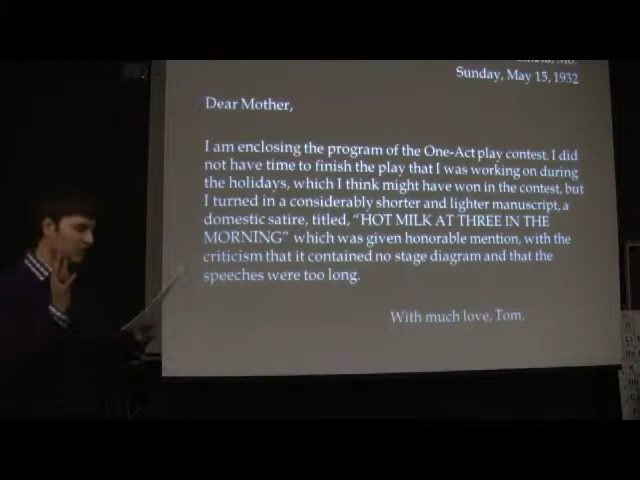 Mo.
Sunday, May 15, 1932
Dear Mother,
I am enclosing the program of the One-Act play contest. I did
not have time to finish the play that I was working on during
the holidays, which I think might have won in the contest, but
I turned in a considerably shorter and lighter manuscript, a
domestic satire, titled, “HOT MILK AT THREE IN THE
MORNING” which was given honorable mention, with the
criticism that it contained no stage diagram and that the
speeches were too long.
With much love, Tom.